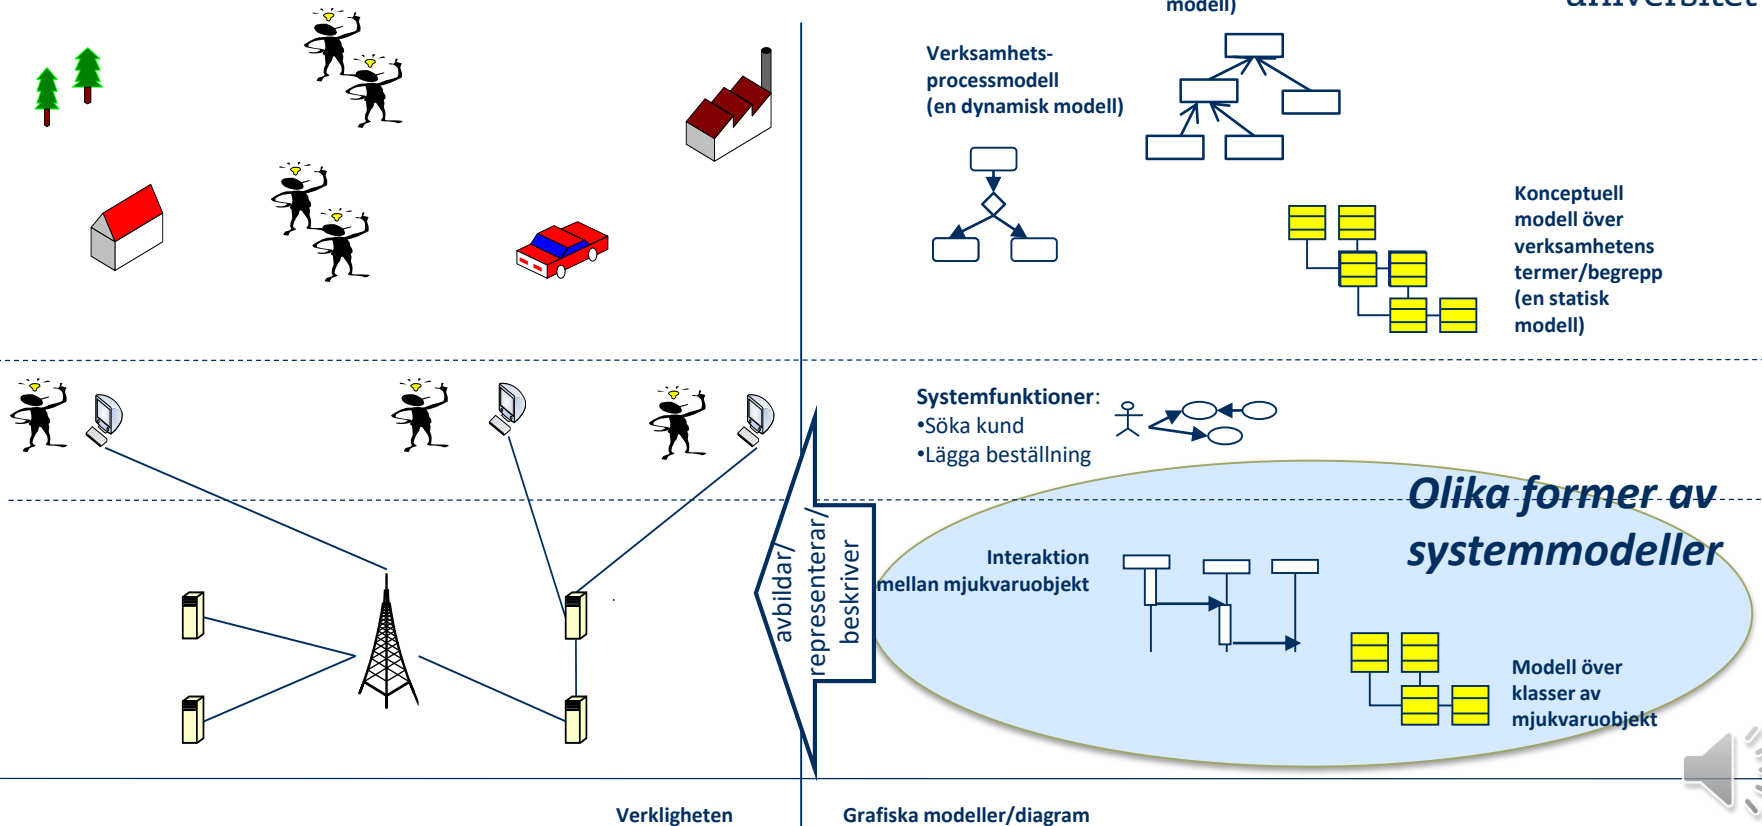 modell)
universitet
Verksamhets-
processmodell
(en dynamisk modell)
Konceptuell
modell över
verksamhetens
termer/begrepp
(en statisk
modell)
Systemfunktioner:
•Söka kund
•Lägga beställning
Olika former av
systemmodeller
avbildar/
representerar/
beskriver
Interaktion
mellan mjukvaruobjekt
Modell över
klasser av
mjukvaruobjekt
Verkligheten
Grafiska modeller/diagram